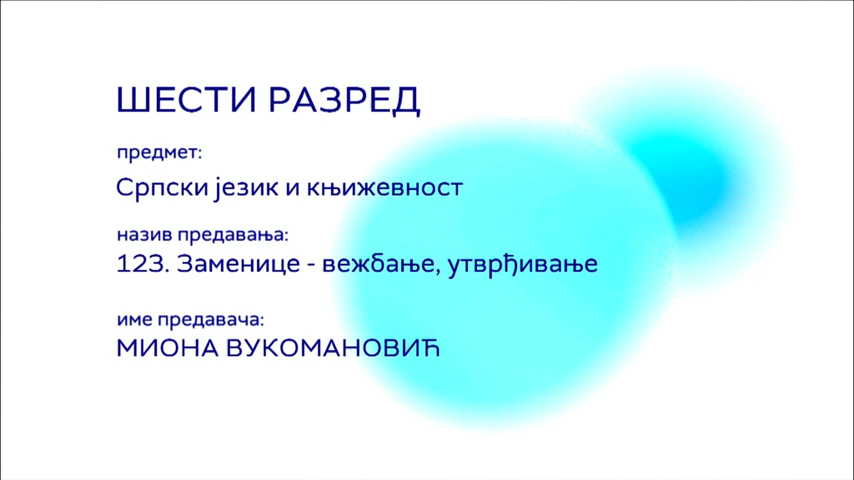 ШЕСТИ РАЗРЕД
предмет:
Српски језик и књижевност
назив предавања:
123. Заменице - вежбање, утврђивање
име предавача:
МИОНА ВУКОМАНОВИЋ